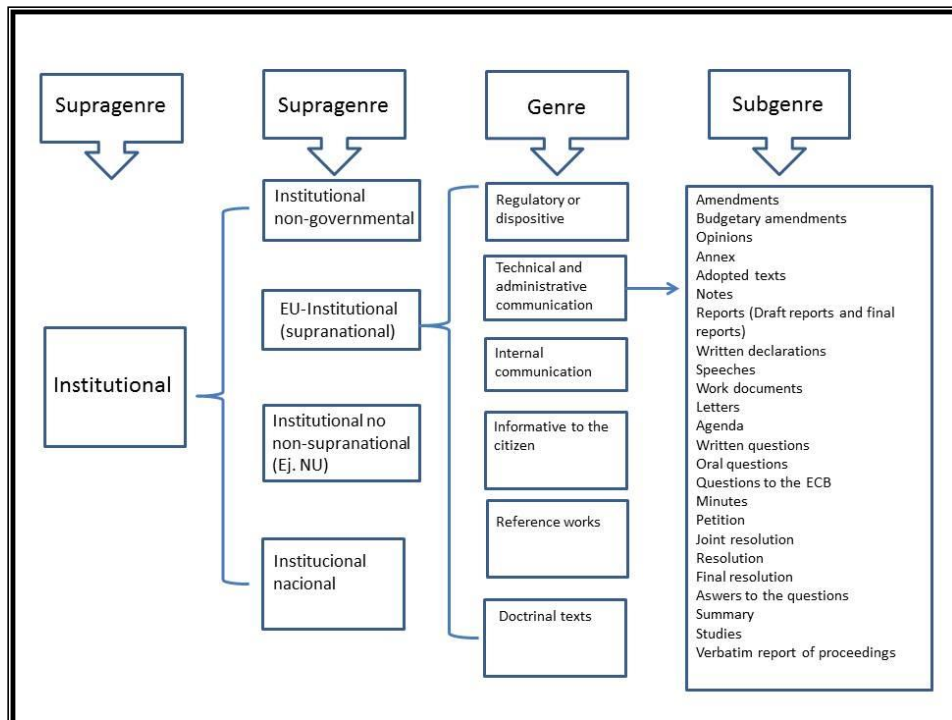 Supragenre
Supragenre
Genre
Subgenre
Institutional
Institutional
non-governmental
EU-Institutional
(supranational)
Institutional no
non-supranational
(Ej. NU)
Institucional
nacional
Regulatory or
dispositive
Technical and
administrative
communication
Internal
communication
Informative to the
citizen
Reference works
Doctrinal texts
Amendments
Budgetary amendments
Opinions
Annex
Adopted texts
Notes
Reports (Draft reports and final
reports)
Written declarations
Speeches
Work documents
Letters
Agenda
Written questions
Oral questions
Questions to the ECB
Minutes
Petition
Joint resolution
Resolution
Final resolution
Aswers to the questions
Summary
Studies
Verbatim report of proceedings